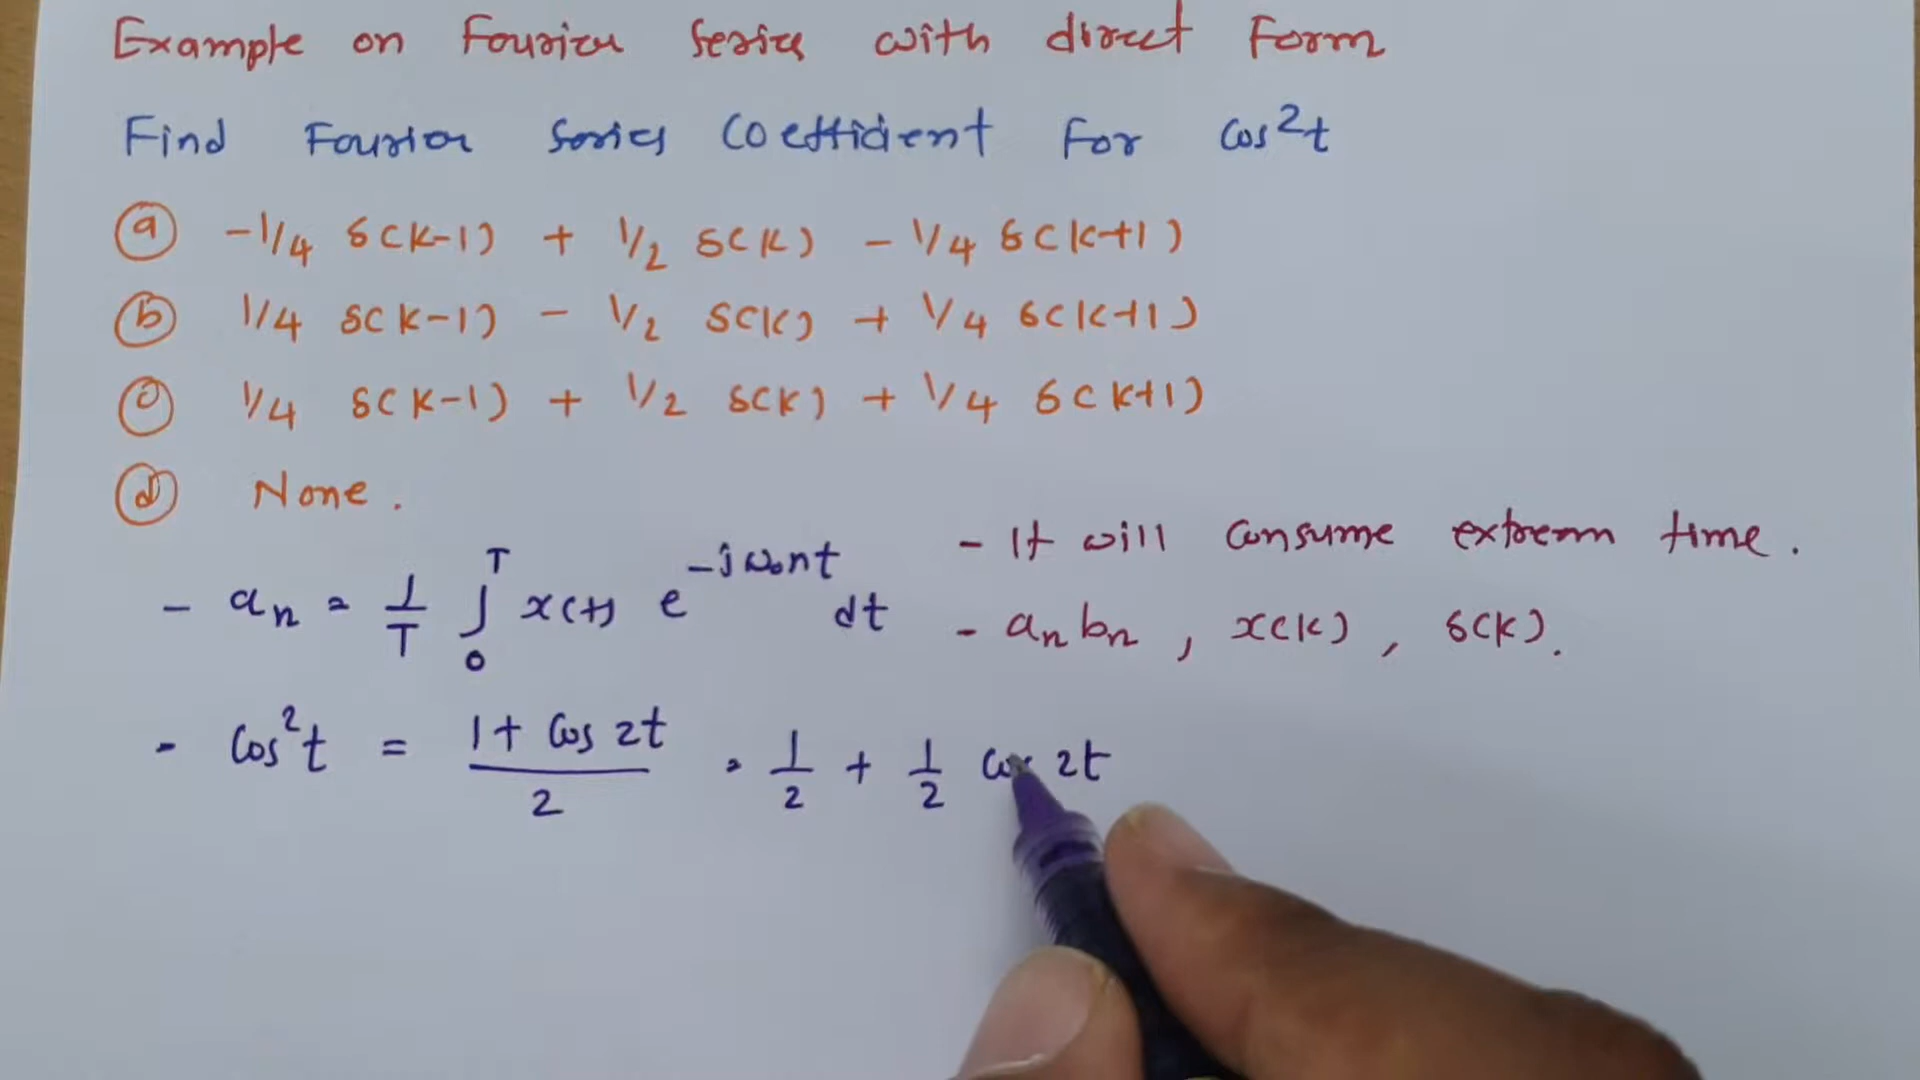 Example on Fourier Series with direct Form
Find Fourier Series Coefficient For cos²t
(a) -1/4 δ(k-1) + 1/2 δ(k) - 1/4 δ(k+1)
(b) 1/4 δ(k-1) - 1/2 δ(k) + 1/4 δ(k+1)
(c) 1/4 δ(k-1) + 1/2 δ(k) + 1/4 δ(k+1)
(d) None.
- aₙ = 1/T ∫₀ᵀ x(t) e^(-jω₀nt) dt
- It will consume extrem time.
- aₙ bₙ, x(k), δ(k).
- cos²t = (1 + cos 2t)/2 = 1/2 + 1/2 cos 2t